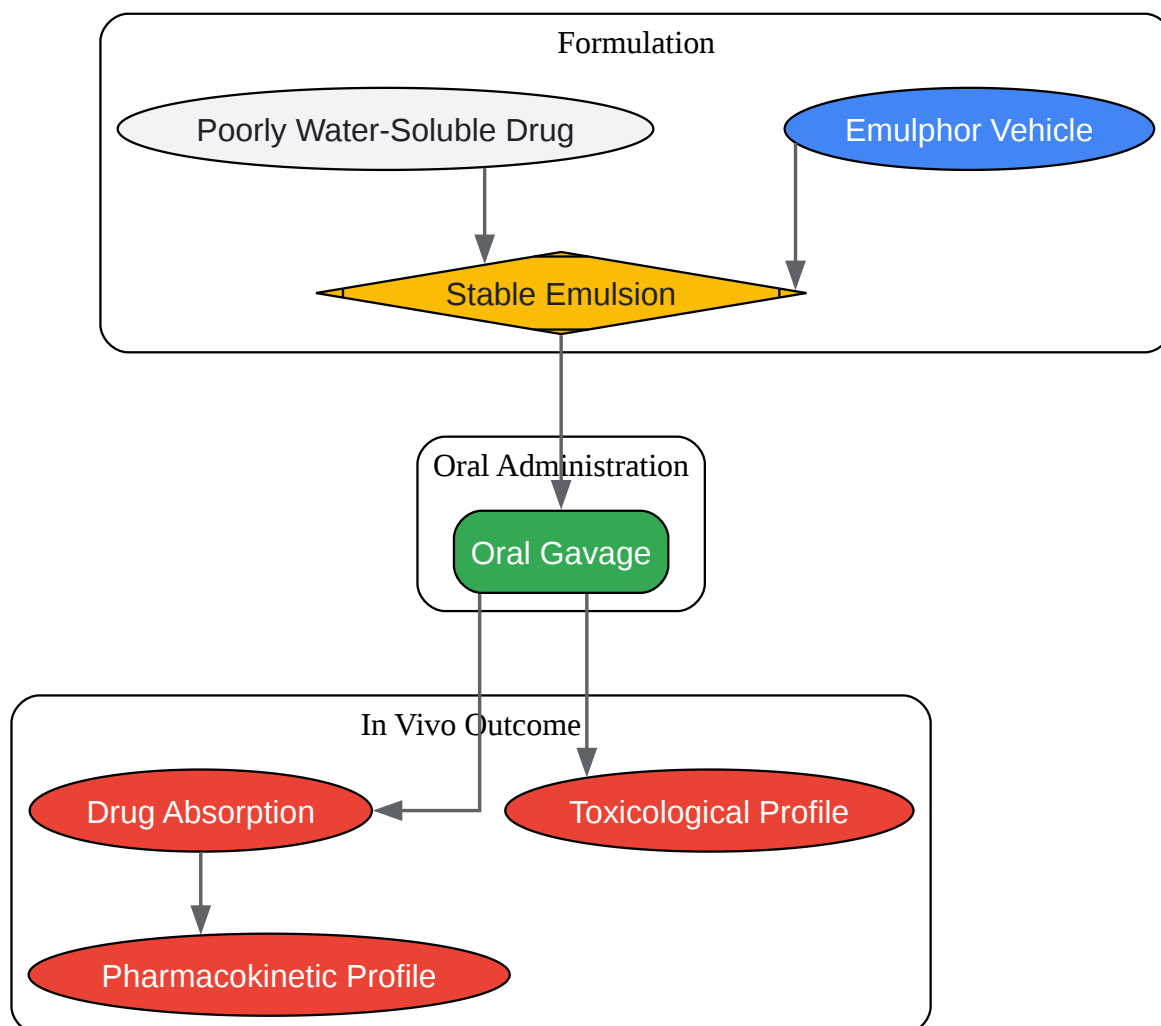 Formulation
Poorly Water-Soluble Drug
Emulphor Vehicle
Stable Emulsion
Oral Administration
Oral Gavage
In Vivo Outcome
Drug Absorption
Toxicological Profile
Pharmacokinetic Profile